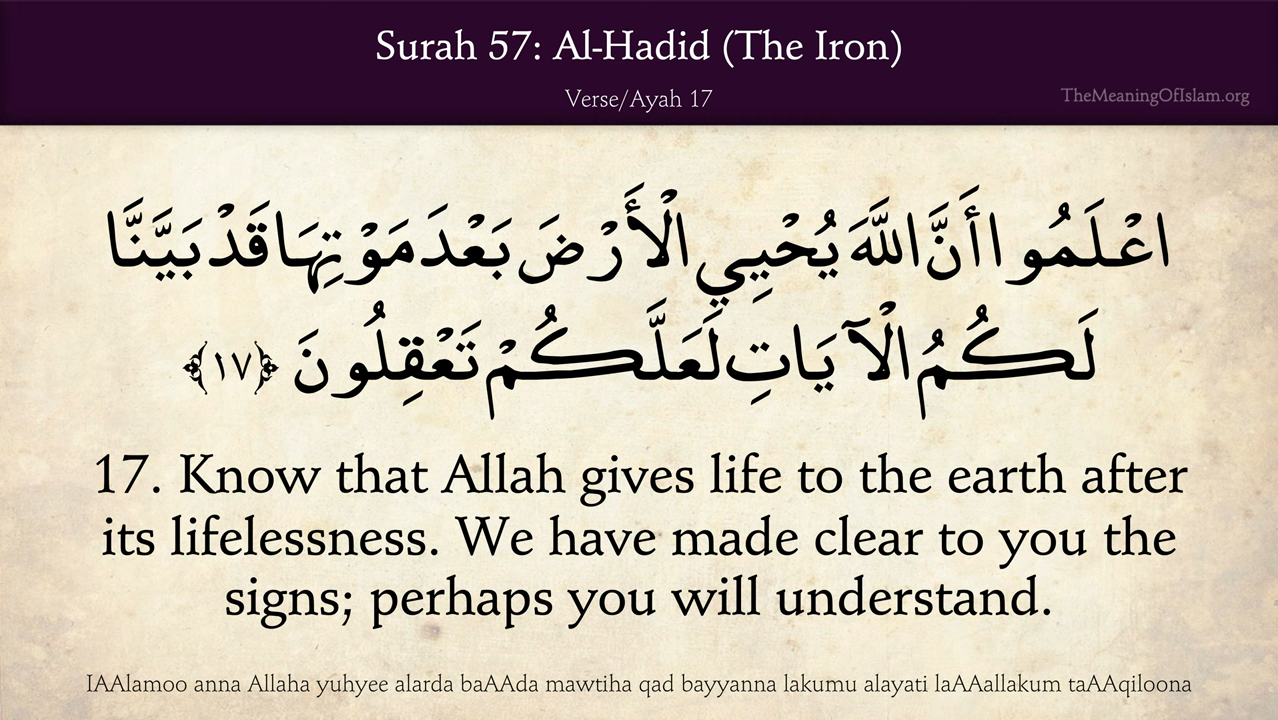 Surah 57: Al-Hadid (The Iron)
Verse/Ayah 17
TheMeaningOfIslam.org
اعْلَمُوا أَنَّ اللَّهَ يُحْيِي الْأَرْضَ بَعْدَ مَوْتِهَا قَدْ بَيَّنَّا
لَكُمُ الْآيَاتِ لَعَلَّكُمْ تَعْقِلُونَ ﴿١٧﴾
17. Know that Allah gives life to the earth after
its lifelessness. We have made clear to you the
signs; perhaps you will understand.
IAAlamoo anna Allaha yuhyee alarda baAAda mawtiha qad bayyanna lakumu alayati laAAallakum taAAqiloona